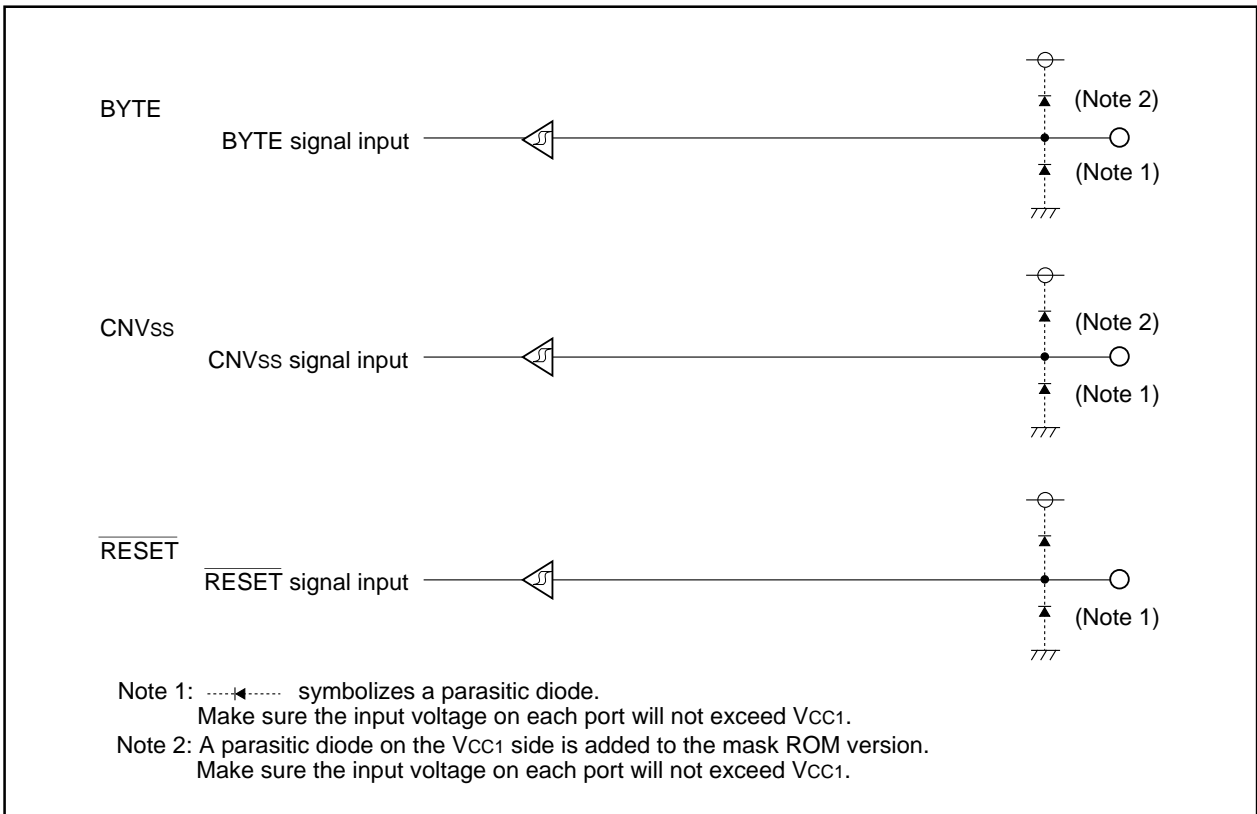 (Note 2)
BYTE
BYTE signal input
(Note 1)
(Note 2)
CNVss
CNVss signal input
(Note 1)
RESET
RESET signal input
(Note 1)
Note 1: symbolizes a parasitic diode.
Make sure the input voltage on each port will not exceed VCC1.
Note 2: A parasitic diode on the VCC1 side is added to the mask ROM version.
Make sure the input voltage on each port will not exceed VCC1.